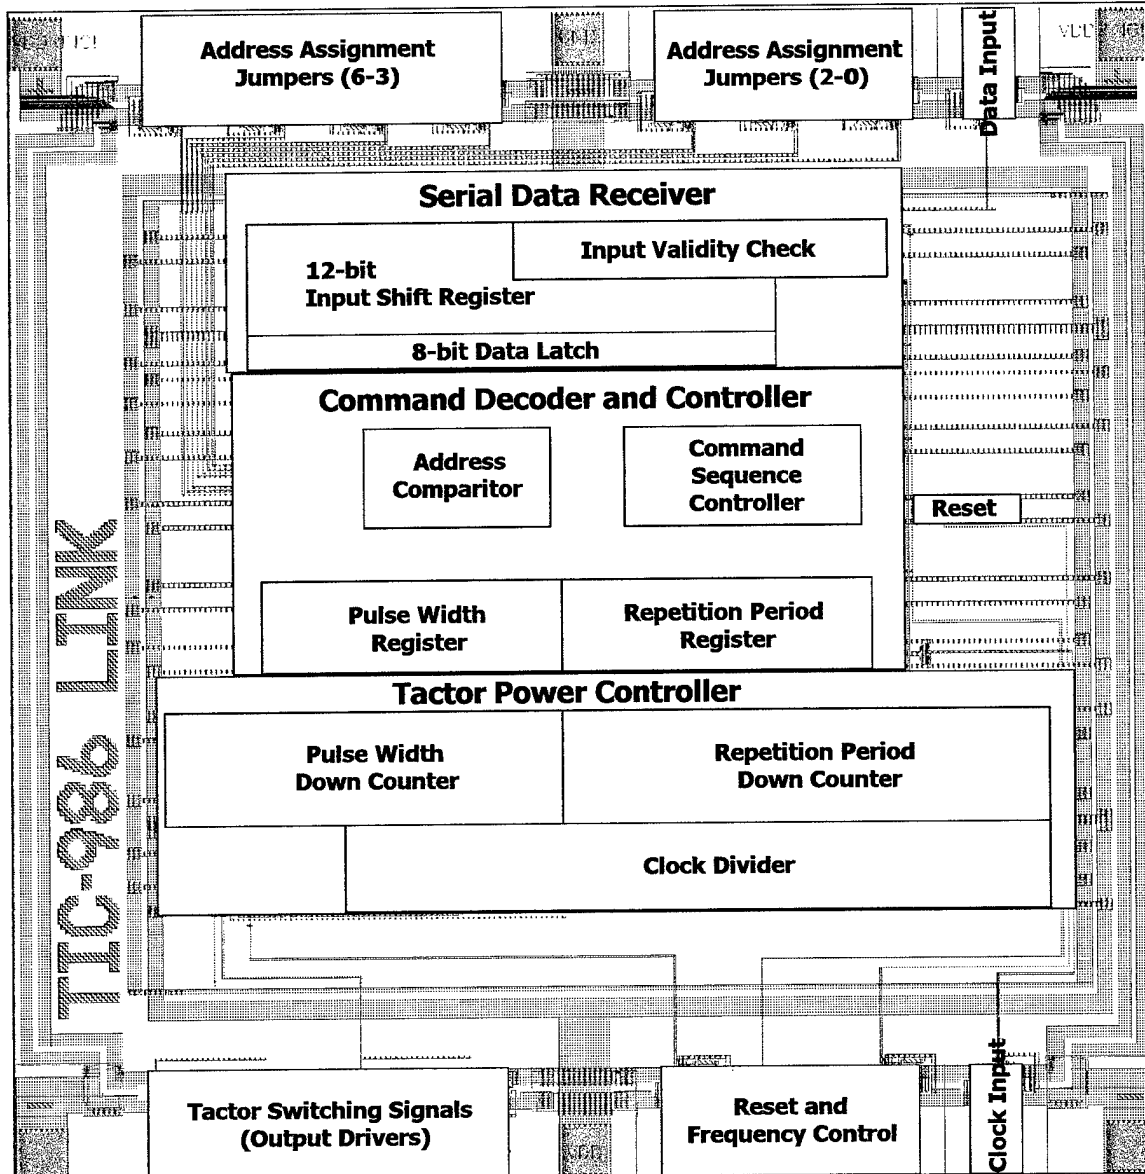 Address Assignment
Jumpers (6-3)
Address Assignment
Jumpers (2-0)
Data Input
Serial Data Receiver
Input Validity Check
12-bit
Input Shift Register
8-bit Data Latch
Command Decoder and Controller
Address
Comparitor
Command
Sequence
Controller
Reset
Pulse Width
Register
Repetition Period
Register
Tactor Power Controller
Pulse Width
Down Counter
Repetition Period
Down Counter
Clock Divider
TIC-986 LINK
Tactor Switching Signals
(Output Drivers)
Reset and
Frequency Control
Clock Input